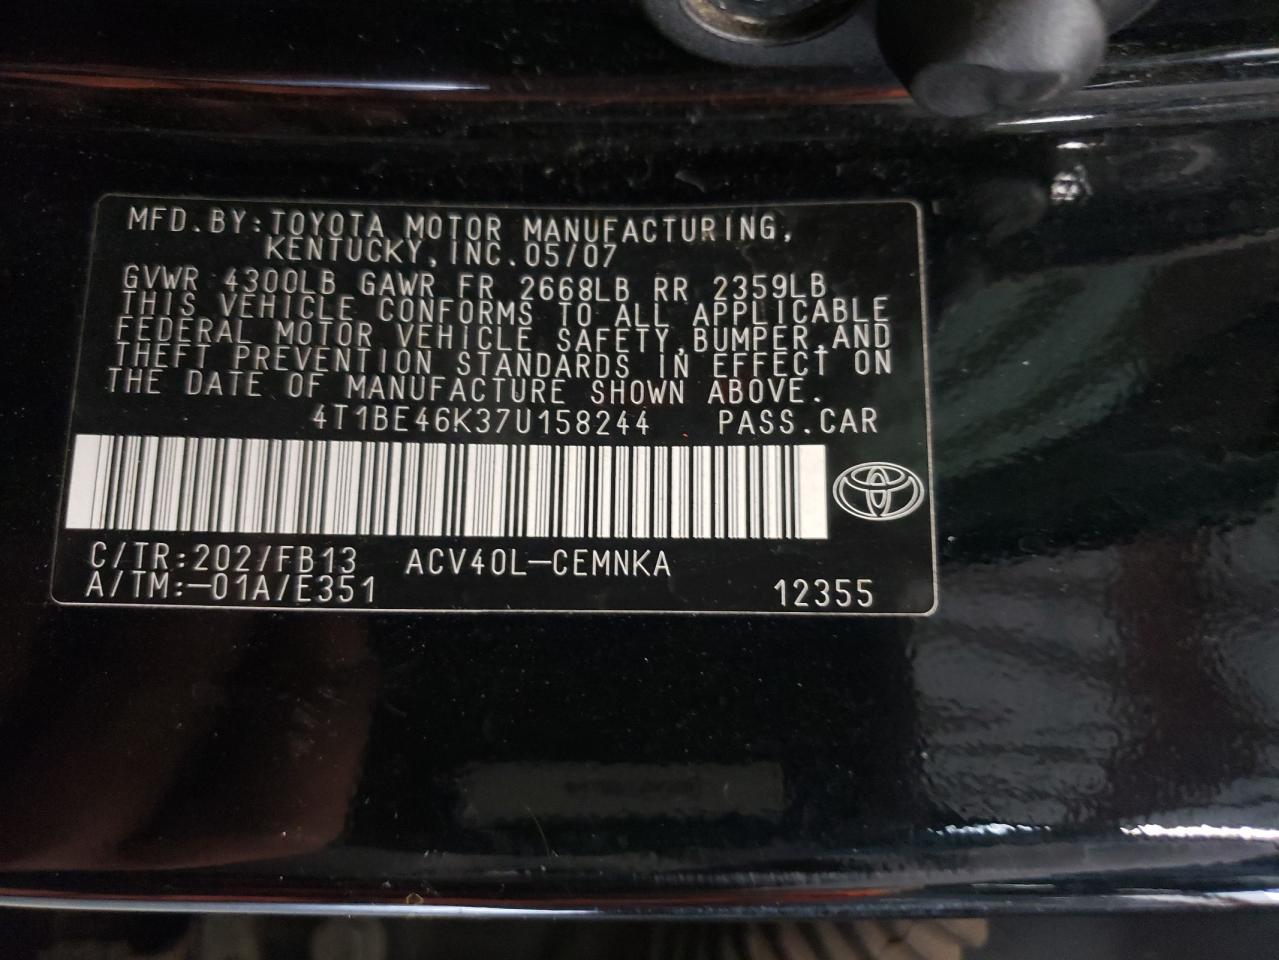 MFD.BY:TOYOTA MOTOR MANUFACTURING,
KENTUCKY,INC.05/07
GVWR 4300LB GAWR FR 2668LB RR 2359LB
THIS VEHICLE CONFORMS TO ALL APPLICABLE
FEDERAL MOTOR VEHICLE SAFETY,BUMPER,AND
THEFT PREVENTION STANDARDS IN EFFECT ON
THE DATE OF MANUFACTURE SHOWN ABOVE.
4T1BE46K37U158244 PASS.CAR
C/TR:202/FB13 ACV40L-CEMNKA
A/TM:-01A/E351 12355